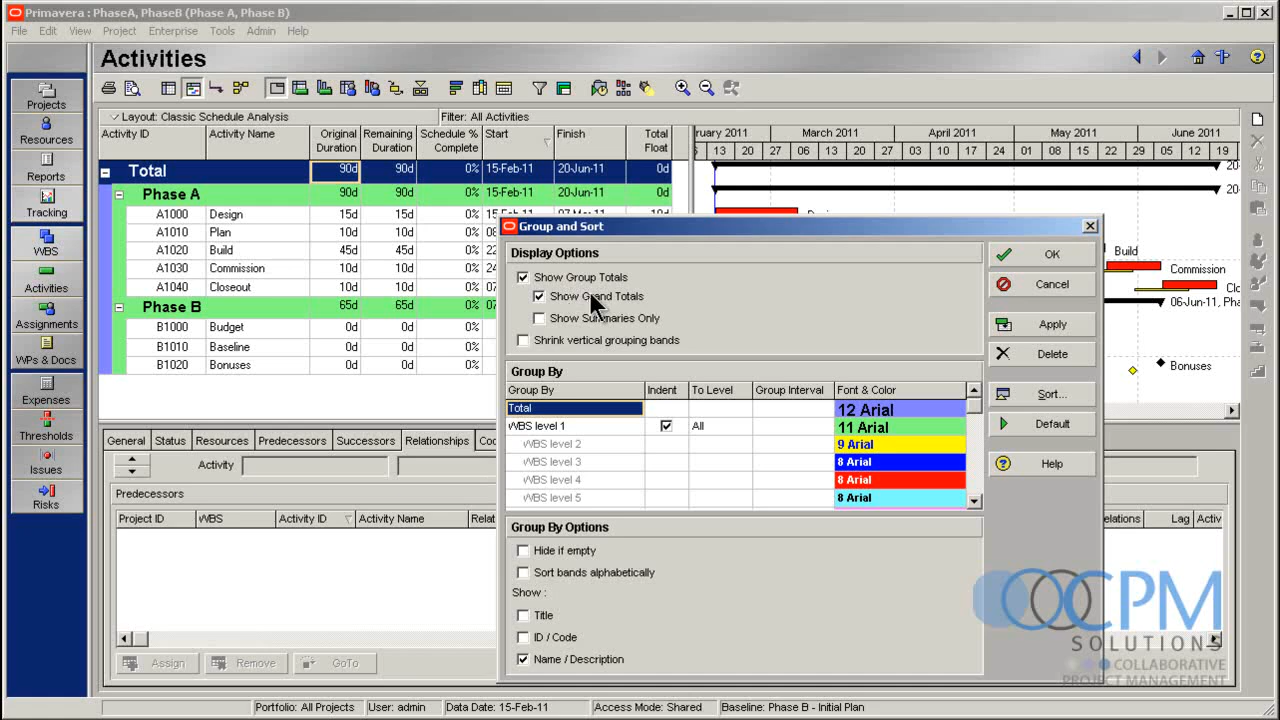 Primavera : PhaseA, PhaseB (Phase A, Phase B)
File Edit View Project Enterprise Tools Admin Help
Activities
Projects
Resources
Reports
Tracking
WBS
Activities
Assignments
WPs & Docs
Expenses
Thresholds
Issues
Risks
Layout: Classic Schedule Analysis Filter: All Activities
Activity ID Activity Name Original Duration Remaining Duration Schedule % Complete Start Finish Total Float
Total 90d 90d 0% 15-Feb-11 20-Jun-11 0d
Phase A 90d 90d 0% 15-Feb-11 20-Jun-11 0d
A1000 Design 15d 15d 0%
A1010 Plan 10d 10d 0% 08
A1020 Build 45d 45d 0% 22
A1030 Commission 10d 10d 0% 24
A1040 Closeout 10d 10d 0%
Phase B 65d 65d 0% 07
B1000 Budget 0d 0d 0%
B1010 Baseline 0d 0d 0%
B1020 Bonuses 0d 0d 0%
ruary 2011 March 2011 April 2011 May 2011 June 2011
13 20 27 06 13 20 27 03 10 17 24 01 08 15 22 29 05 12 19
20-
20-
Build
Commission
Clo
06-Jun-11, Pha
Bonuses
Group and Sort
Display Options
Show Group Totals
Show Grand Totals
Show Summaries Only
Shrink vertical grouping bands
OK
Cancel
Apply
Delete
Sort...
Default
Help
Group By
Group By Indent To Level Group Interval Font & Color
Total 12 Arial
WBS level 1 All 11 Arial
WBS level 2 9 Arial
WBS level 3 8 Arial
WBS level 4 8 Arial
WBS level 5 8 Arial
Group By Options
Hide if empty
Sort bands alphabetically
Show :
Title
ID / Code
Name / Description
General Status Resources Predecessors Successors Relationships Co
Activity
Predecessors
Project ID WBS Activity ID Activity Name Relat
elations Lag Activ
Assign Remove GoTo
CPM
SOLUTIONS
COLLABORATIVE
PROJECT MANAGEMENT
Portfolio: All Projects User: admin Data Date: 15-Feb-11 Access Mode: Shared Baseline: Phase B - Initial Plan